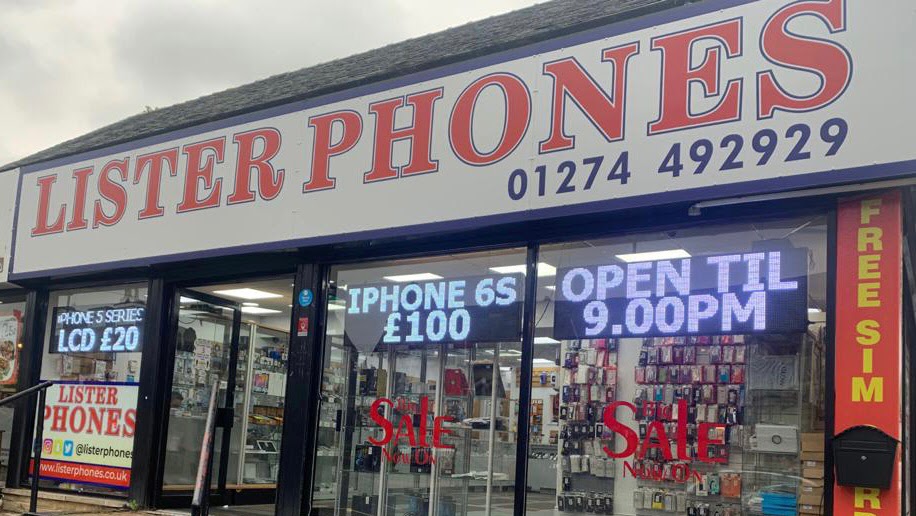 LISTER PHONES
01274 492929
IPHONE 5 SERIES
LCD £20
IPHONE 6S
£100
OPEN TIL
9.00PM
LISTER
PHONES
@listerphones
www.listerphones.co.uk
Sale
Now On
Sale
Now On
FREE SIM